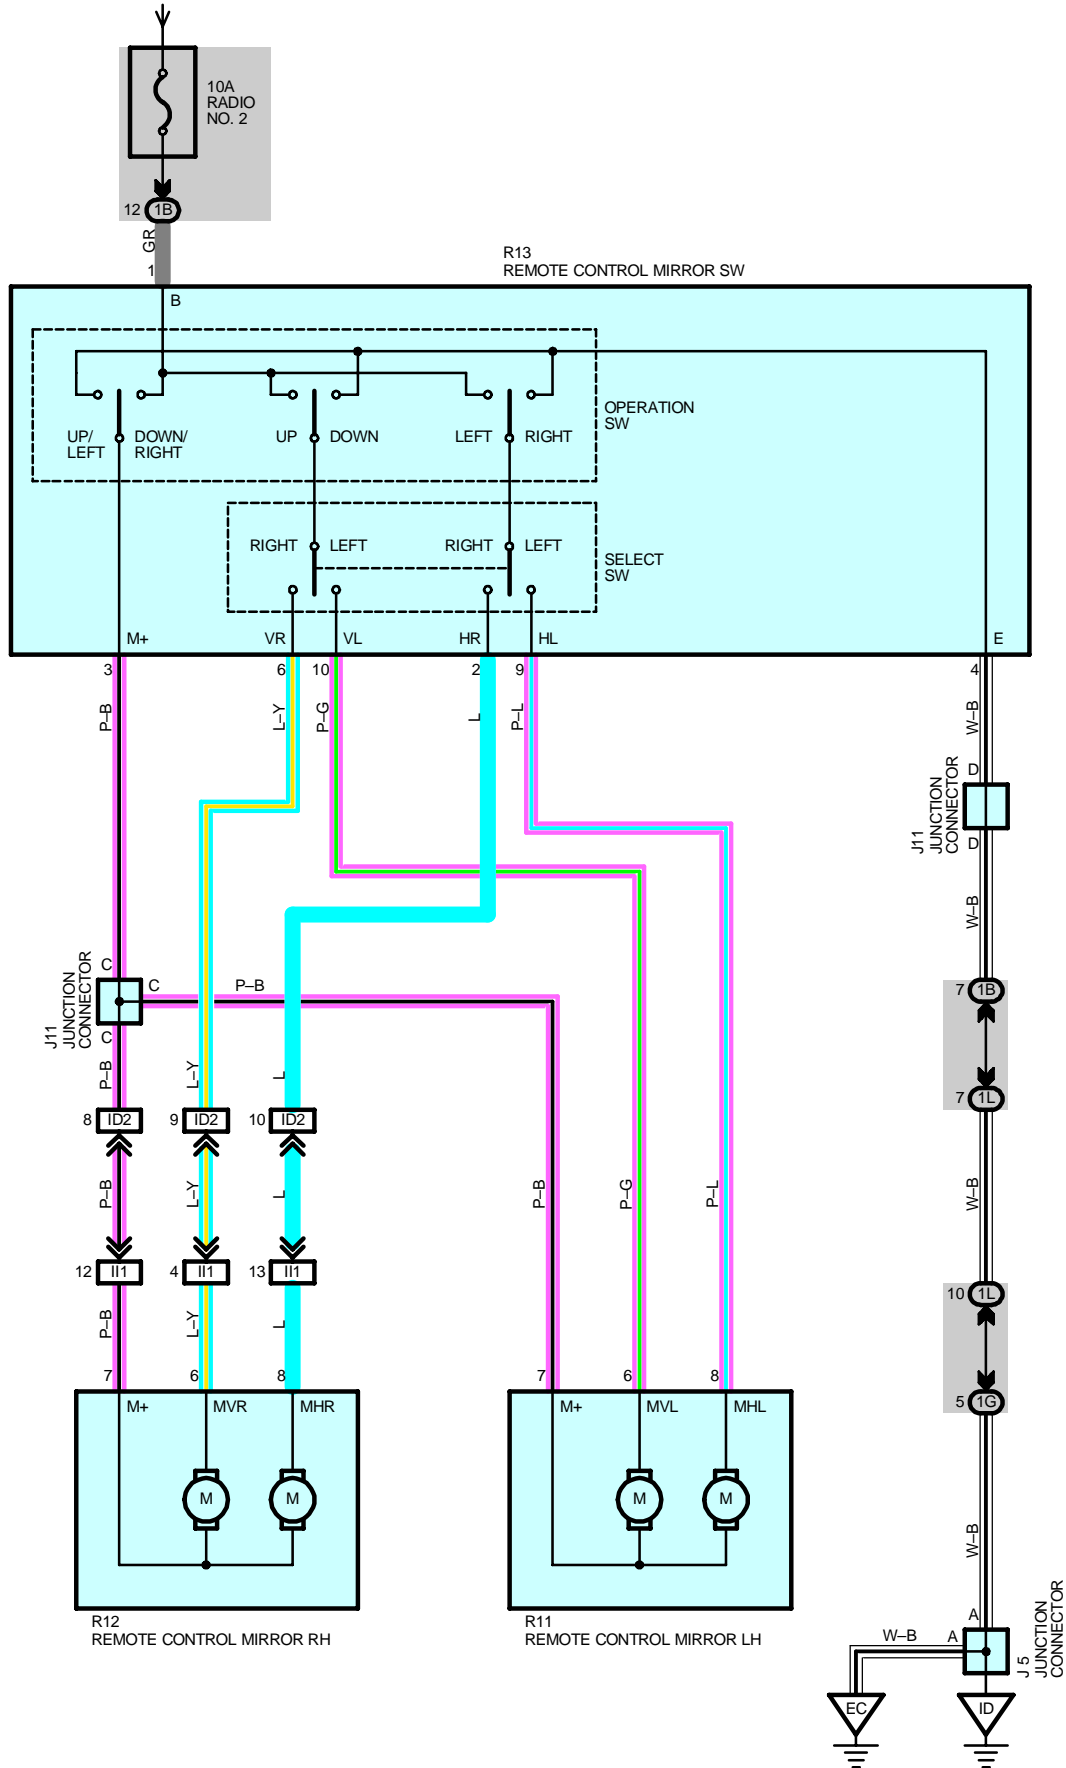 10A
RADIO
NO. 2
12 1B
GR
1
R13
REMOTE CONTROL MIRROR SW
B
UP/
LEFT
DOWN/
RIGHT
UP
DOWN
LEFT
RIGHT
OPERATION
SW
RIGHT
LEFT
RIGHT
LEFT
SELECT
SW
M+
VR
VL
HR
HL
E
3
6
10
2
9
4
P–B
L–Y
P–G
L
P–L
W–B
D
J11
JUNCTION
CONNECTOR
D
W–B
C
C
P–B
J11
JUNCTION
CONNECTOR
C
7 1B
P–B
L–Y
L
8 ID2
9 ID2
10 ID2
7 1L
P–B
L–Y
L
P–B
P–G
P–L
W–B
12 II1
4 II1
13 II1
10 1L
P–B
L–Y
L
7
6
8
7
6
8
5 1G
M+
MVR
MHR
M+
MVL
MHL
M
M
M
M
W–B
R12
REMOTE CONTROL MIRROR RH
R11
REMOTE CONTROL MIRROR LH
A
W–B
A
J 5
JUNCTION
CONNECTOR
EC
ID